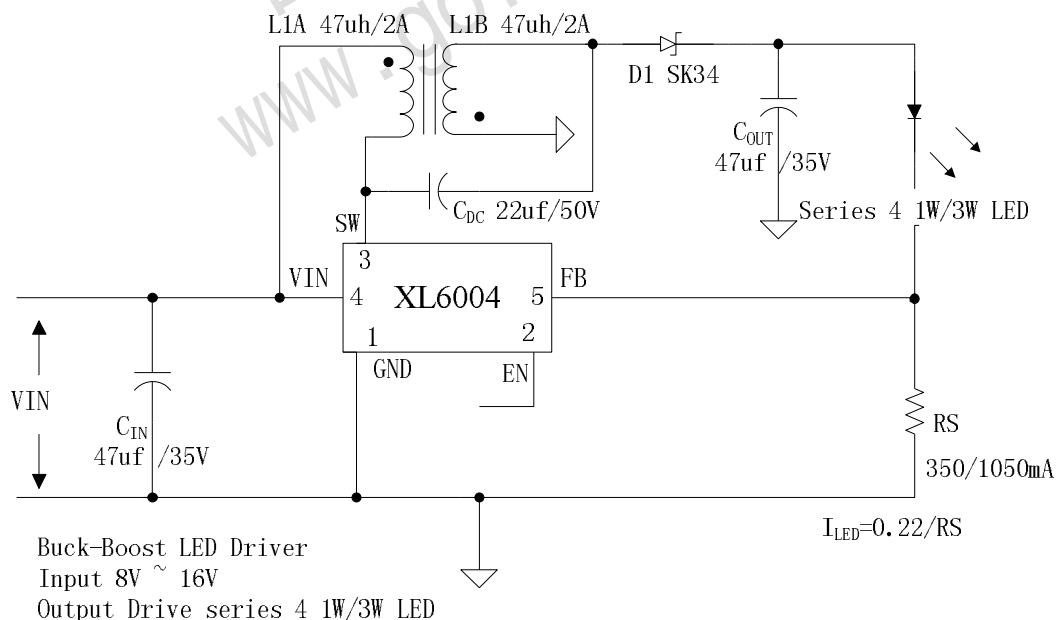 www.go
L1A 47uh/2A L1B 47uh/2A
D1 SK34
COUT
47uf /35V
CDC 22uf/50V
Series 4 1W/3W LED
SW
3
VIN
4
XL6004
5
FB
1
2
GND
EN
VIN
CIN
47uf /35V
RS
350/1050mA
ILED=0.22/RS
Buck-Boost LED Driver
Input 8V ~ 16V
Output Drive series 4 1W/3W LED